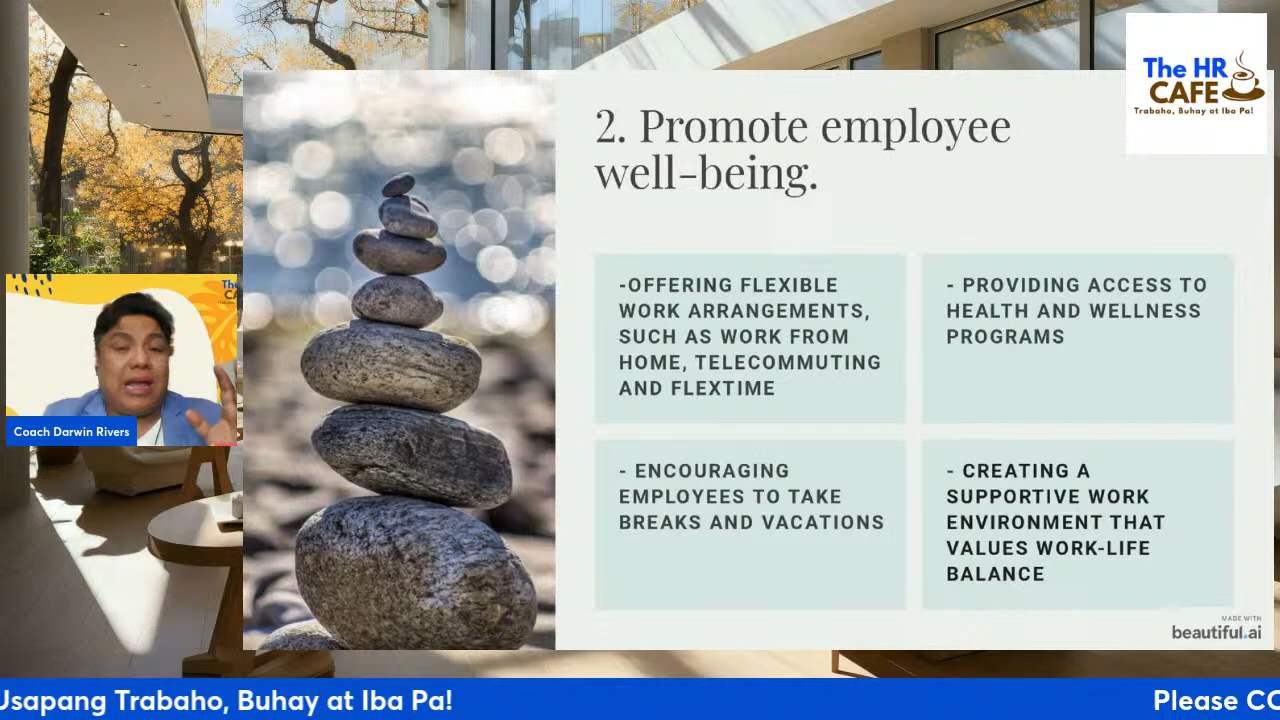 The HR
CAFE
Trabaho, Buhay at Iba Pa!
2. Promote employee
well-being.
-OFFERING FLEXIBLE
WORK ARRANGEMENTS,
SUCH AS WORK FROM
HOME, TELECOMMUTING
AND FLEXTIME
- PROVIDING ACCESS TO
HEALTH AND WELLNESS
PROGRAMS
- ENCOURAGING
EMPLOYEES TO TAKE
BREAKS AND VACATIONS
- CREATING A
SUPPORTIVE WORK
ENVIRONMENT THAT
VALUES WORK-LIFE
BALANCE
MADE WITH
beautiful.ai
Coach Darwin Rivers
Usapang Trabaho, Buhay at Iba Pa!
Please